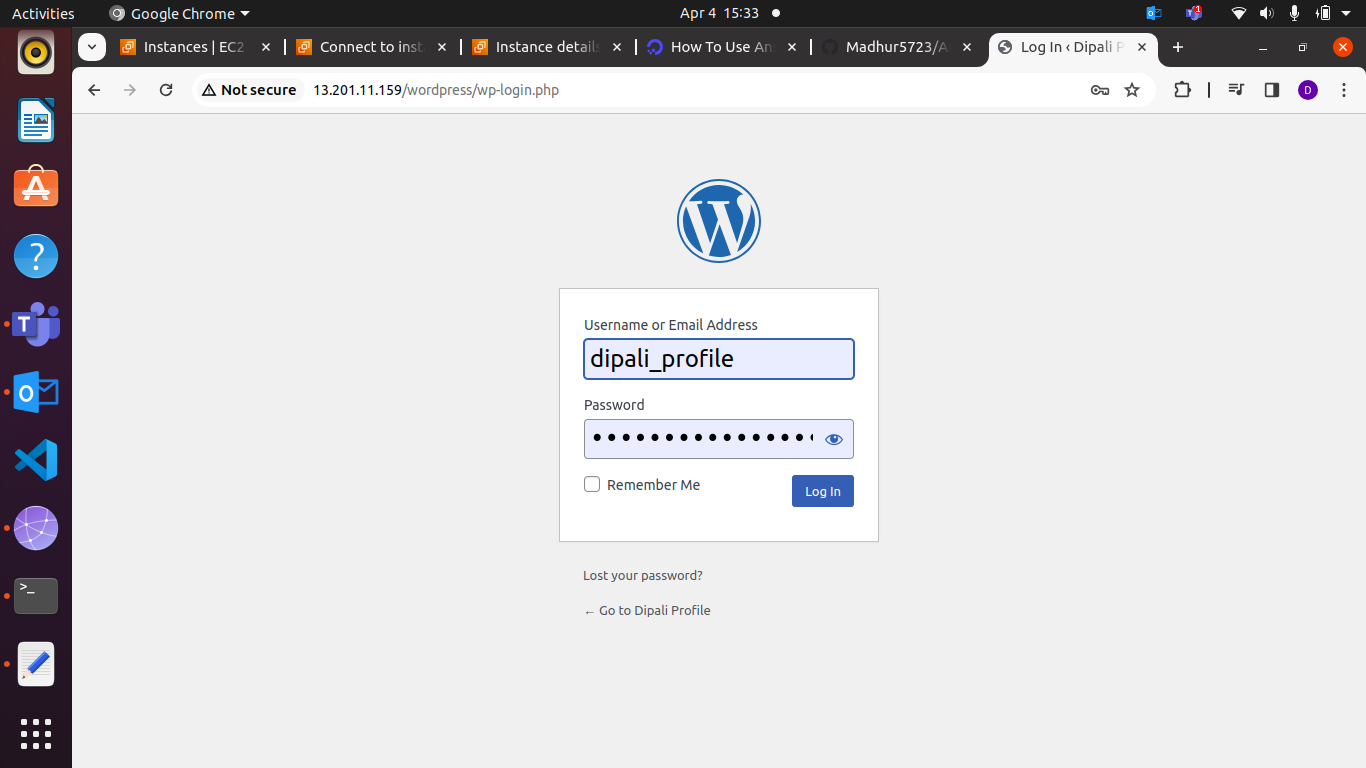 Activities
Google Chrome
Apr 4 15:33
1
Instances | EC2
Connect to inst
Instance details
How To Use An
Madhur5723/A
Log In ‹ Dipali P
Not secure
13.201.11.159/wordpress/wp-login.php
D
W
Username or Email Address
dipali_profile
Password
Remember Me
Log In
Lost your password?
← Go to Dipali Profile
A
?
T
>_